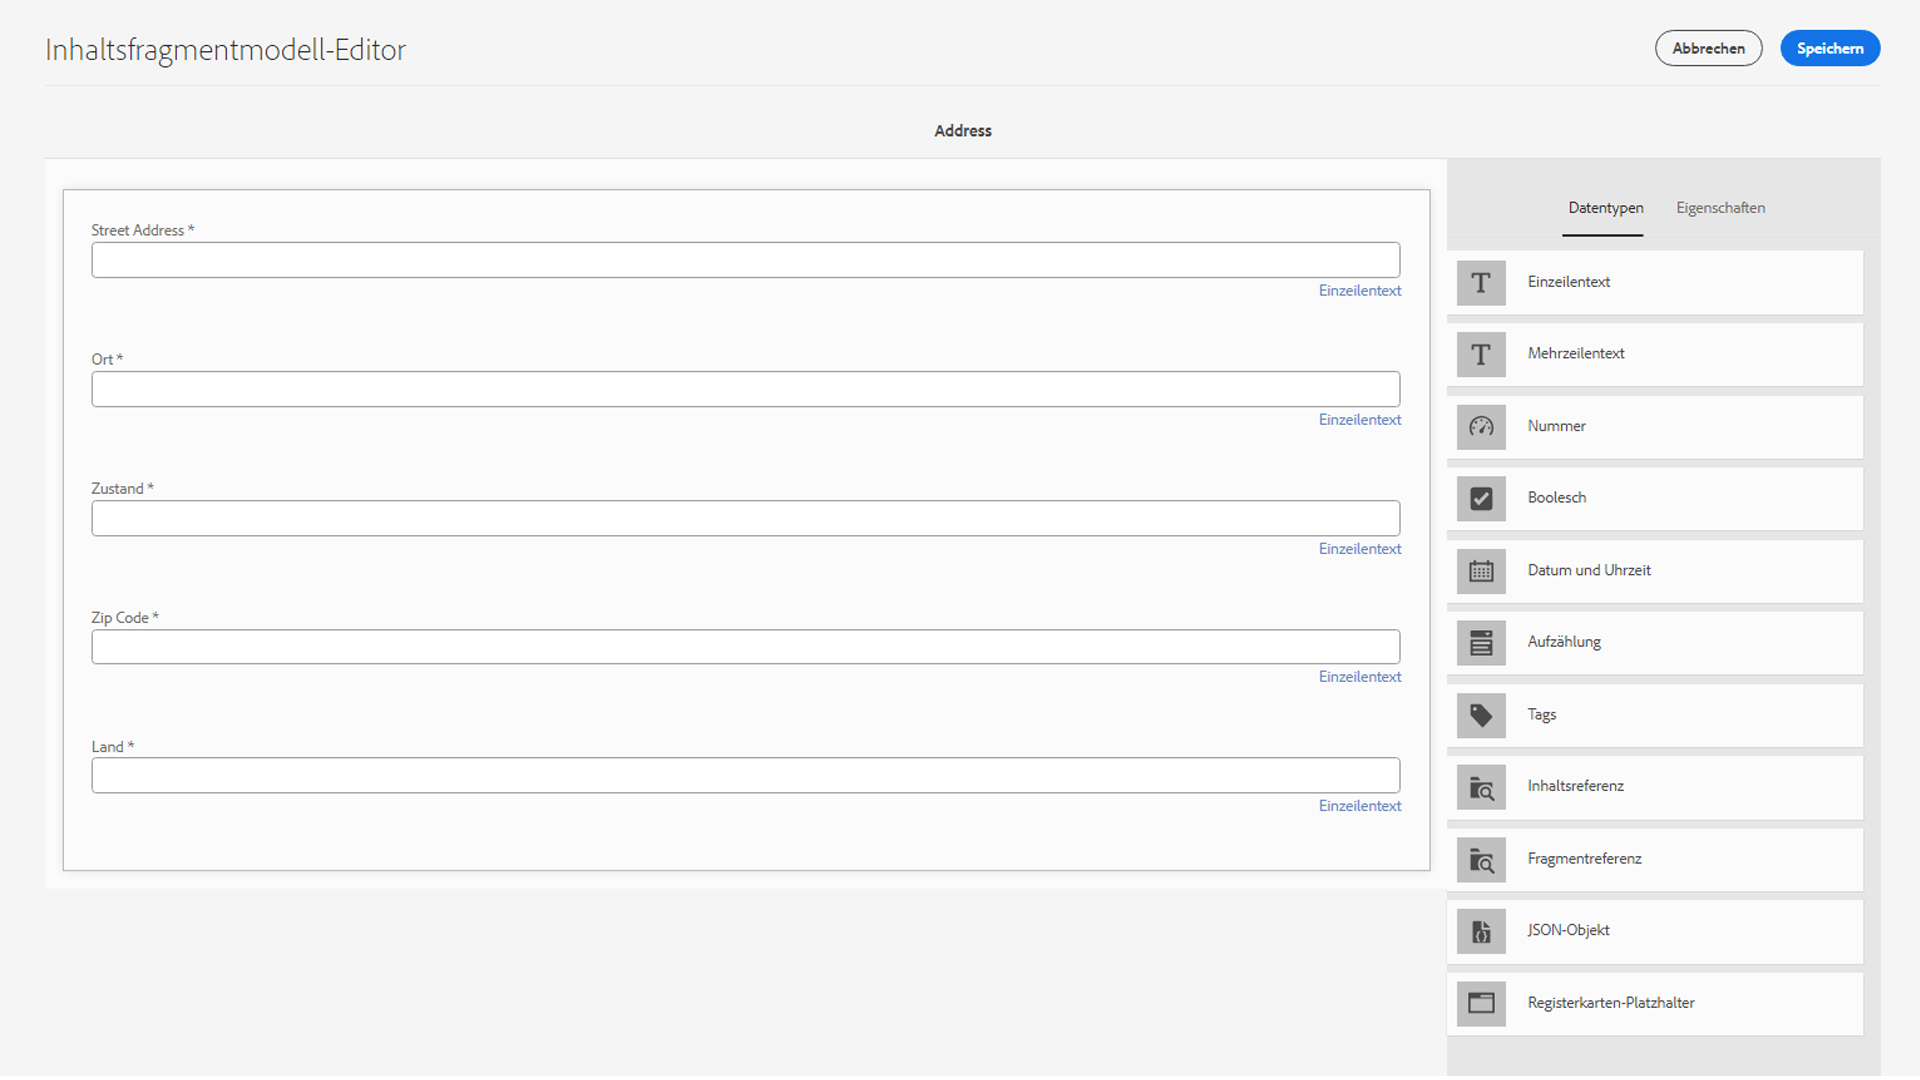 Inhaltsfragmentmodell-Editor
Abbrechen
Speichern
Address
Street Address *
Einzeilentext
Ort *
Einzeilentext
Zustand *
Einzeilentext
Zip Code *
Einzeilentext
Land *
Einzeilentext
Datentypen
Eigenschaften
Einzeilentext
Mehrzeilentext
Nummer
Boolesch
Datum und Uhrzeit
Aufzählung
Tags
Inhaltsreferenz
Fragmentreferenz
JSON-Objekt
Registerkarten-Platzhalter